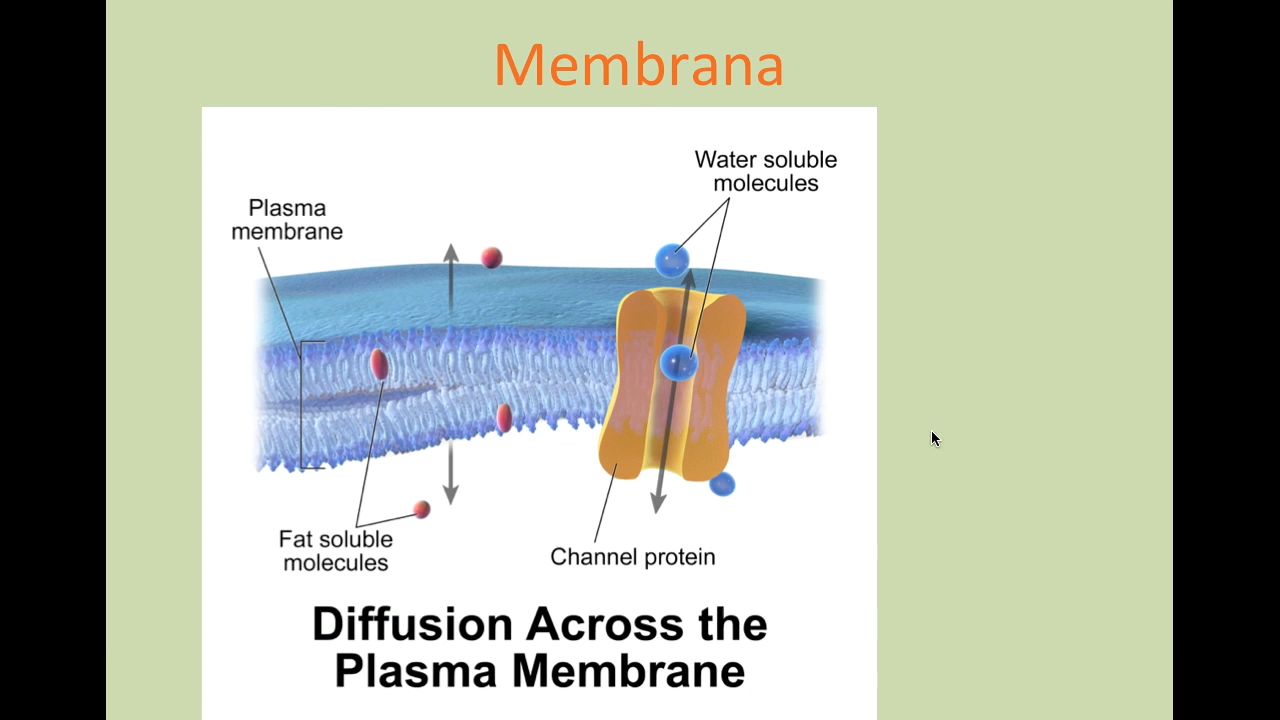 Membrana
Water soluble
molecules
Plasma
membrane
Fat soluble
molecules
Channel protein
Diffusion Across the
Plasma Membrane